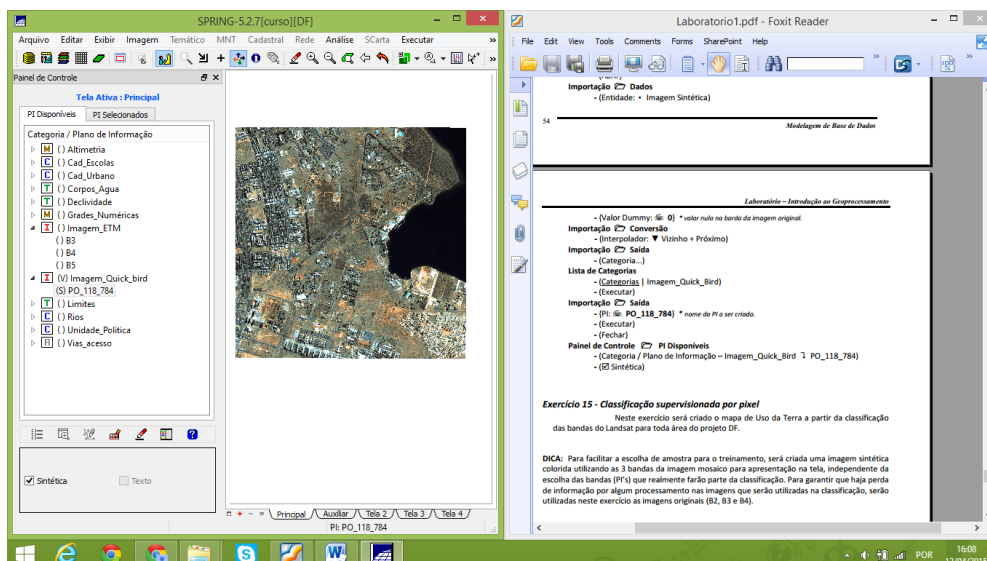 SPRING-5.2.7[curso][DF]
Arquivo Editar Exibir Imagem Temático MNT Cadastral Rede Análise SCarta Executar »
Painel de Controle
Tela Ativa : Principal
PI Disponíveis PI Selecionados
Categoria / Plano de Informação
M ( ) Altimetria
C ( ) Cad_Escolas
C ( ) Cad_Urbano
T ( ) Corpos_Agua
T ( ) Declividade
M ( ) Grades_Numéricas
I ( ) Imagem_ETM
( ) B3
( ) B4
( ) B5
I (V) Imagem_Quick_bird
(S) PO_118_784
T ( ) Limites
C ( ) Rios
C ( ) Unidade_Politica
R ( ) Vias_acesso
Sintética Texto
Principal Auxiliar Tela 2 Tela 3 Tela 4
PI: PO_118_784
Laboratorio1.pdf - Foxit Reader
File Edit View Tools Comments Forms SharePoint Help
Importação Dados
- (Entidade: • Imagem Sintética)
54
Modelagem de Base de Dados
Laboratório – Introdução ao Geoprocessamento
- {Valor Dummy: 0} * valor nulo na borda da imagem original.
Importação Conversão
- (Interpolador: ▼ Vizinho + Próximo)
Importação Saída
- (Categoria...)
Lista de Categorias
- (Categorias | Imagem_Quick_Bird)
- (Executar)
Importação Saída
- {PI: PO_118_784} * nome do PI a ser criado.
- (Executar)
- (Fechar)
Painel de Controle PI Disponíveis
- (Categoria / Plano de Informação – Imagem_Quick_Bird PO_118_784)
- (☑ Sintética)
Exercício 15 - Classificação supervisionada por pixel
Neste exercício será criado o mapa de Uso da Terra a partir da classificação
das bandas do Landsat para toda área do projeto DF.
DICA: Para facilitar a escolha de amostra para o treinamento, será criada uma imagem sintética
colorida utilizando as 3 bandas da imagem mosaico para apresentação na tela, independente da
escolha das bandas (PI's) que realmente farão parte da classificação. Para garantir que haja perda
de informação por algum processamento nas imagens que serão utilizadas na classificação, serão
utilizadas neste exercício as imagens originais (B2, B3 e B4).
POR
16:08
12/04/2015